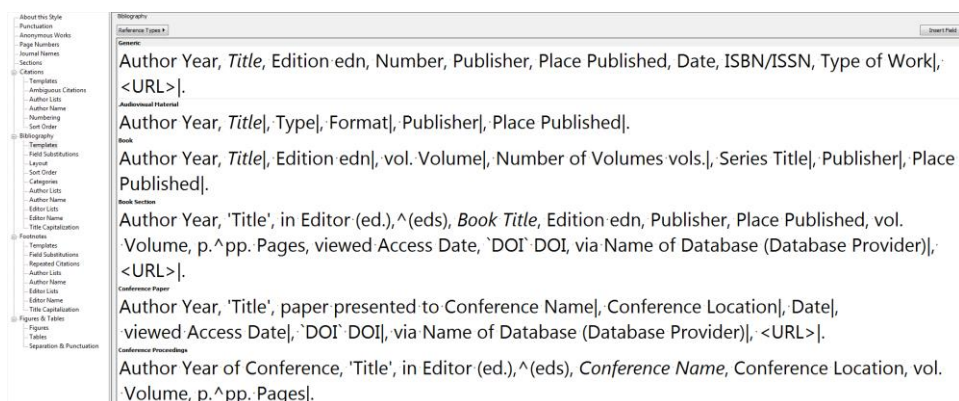 About this Style
Punctuation
Anonymous Works
Page Numbers
Journal Names
Sections
Citations
Templates
Ambiguous Citations
Author Lists
Author Name
Numbering
Sort Order
Bibliography
Templates
Field Substitutions
Layout
Sort Order
Categories
Author Lists
Author Name
Editor Lists
Editor Name
Title Capitalization
Footnotes
Templates
Field Substitutions
Repeated Citations
Author Lists
Author Name
Editor Lists
Editor Name
Title Capitalization
Figures & Tables
Figures
Tables
Separation & Punctuation
Bibliography
Reference Types
Insert Field
Generic
Author Year, Title, Edition·edn, Number, Publisher, Place Published, Date, ISBN/ISSN, Type of Work|,·
<URL>|.
Audiovisual Material
Author Year, Title|,·Type|,·Format|,·Publisher|,·Place Published|.
Book
Author Year, Title|,·Edition edn|,·vol. Volume|,·Number of Volumes·vols.|,·Series Title|,·Publisher|,·Place
Published|.
Book Section
Author Year, 'Title', in Editor·(ed.),^(eds), Book Title, Edition edn, Publisher, Place Published, vol.
·Volume, p.^pp. Pages, viewed·Access Date, `DOI`·DOI, via Name of Database (Database Provider)|,·
<URL>|.
Conference Paper
Author Year, 'Title', paper·presented·to Conference Name|,·Conference Location|,·Date|,
·viewed·Access Date|,·`DOI`·DOI|,·via Name of Database (Database Provider)|,·<URL>|.
Conference Proceedings
Author Year of Conference, 'Title', in Editor·(ed.),^(eds), Conference Name, Conference Location, vol.
·Volume, p.^pp. Pages|.